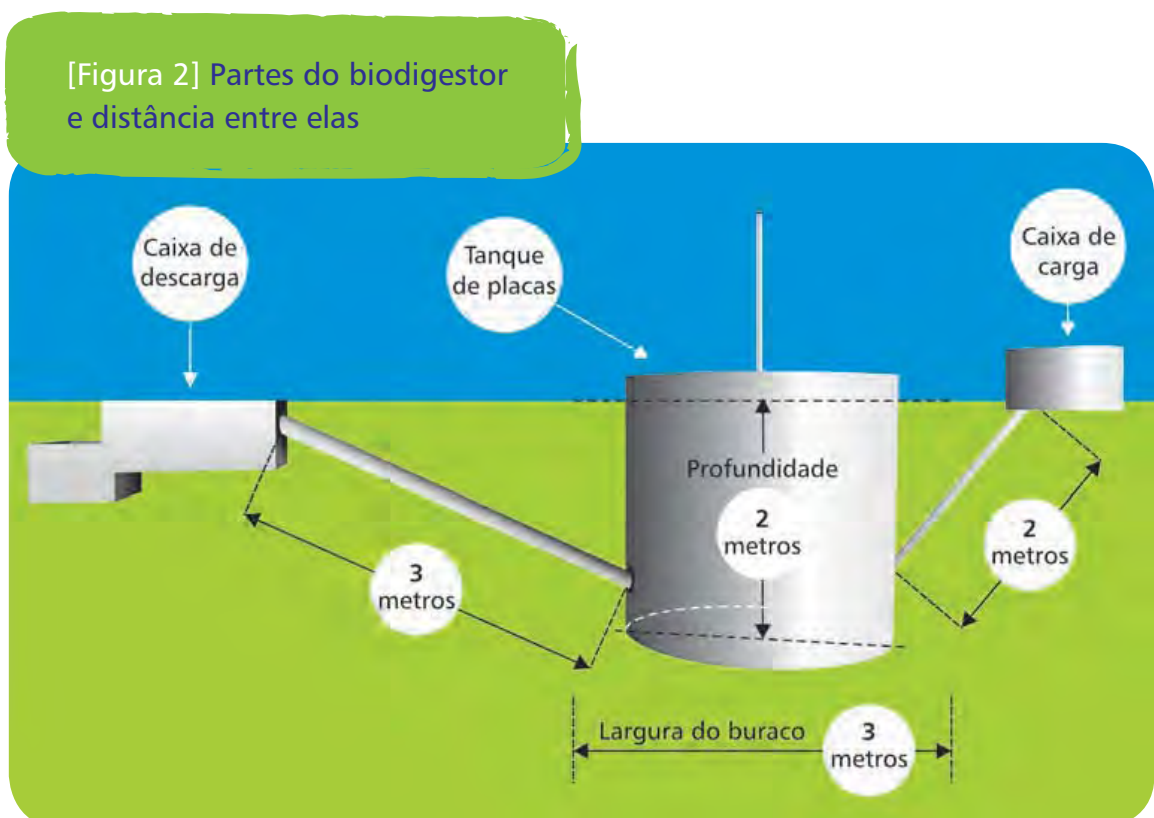 [Figura 2] Partes do biodigestor
e distância entre elas
Caixa de
descarga
Tanque
de placas
Caixa de
carga
Profundidade
2
metros
2
metros
3
metros
Largura do buraco
3
metros